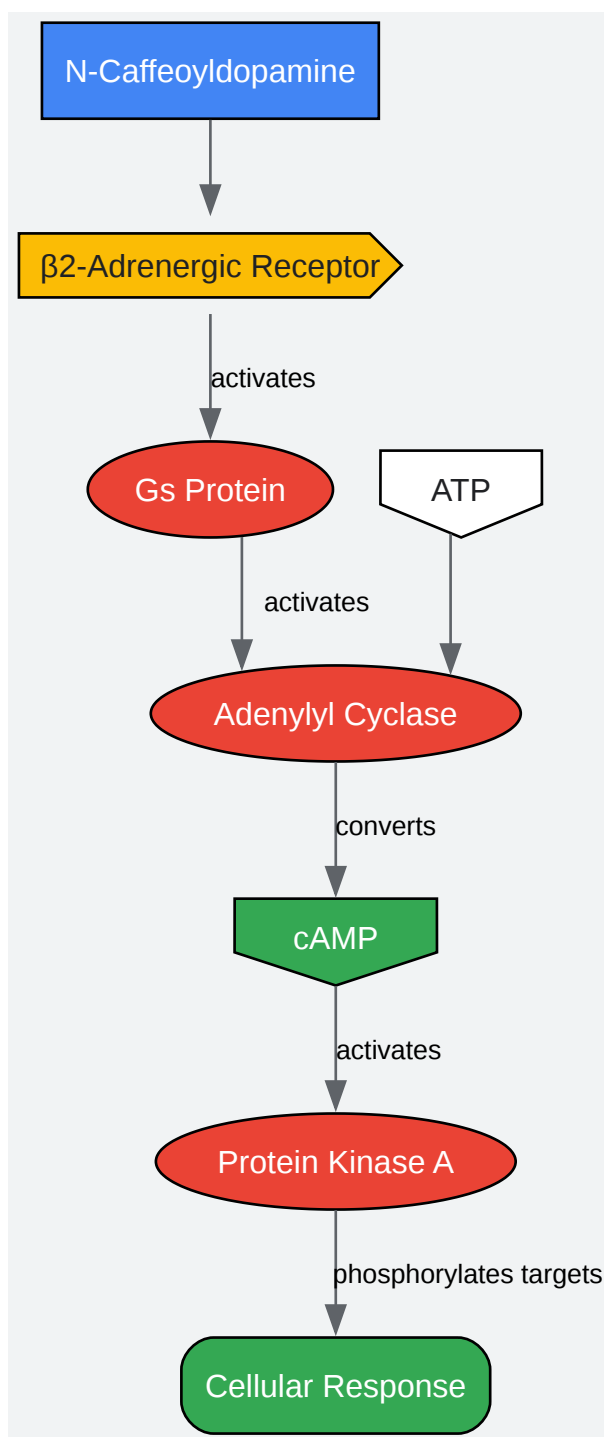 N-Caffeoyldopamine
β2-Adrenergic Receptor
activates
Gs Protein
ATP
activates
Adenylyl Cyclase
converts
cAMP
activates
Protein Kinase A
phosphorylates targets
Cellular Response